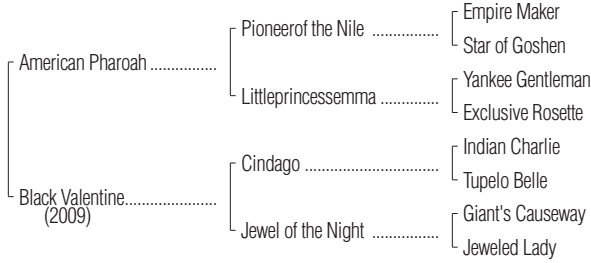 Empire Maker
Pioneerof the Nile ................
Star of Goshen
American Pharoah ................
Yankee Gentleman
Littleprincessemma ..............
Exclusive Rosette
Indian Charlie
Cindago ................................
Tupelo Belle
Black Valentine......................
(2009)
Giant's Causeway
Jewel of the Night ................
Jeweled Lady